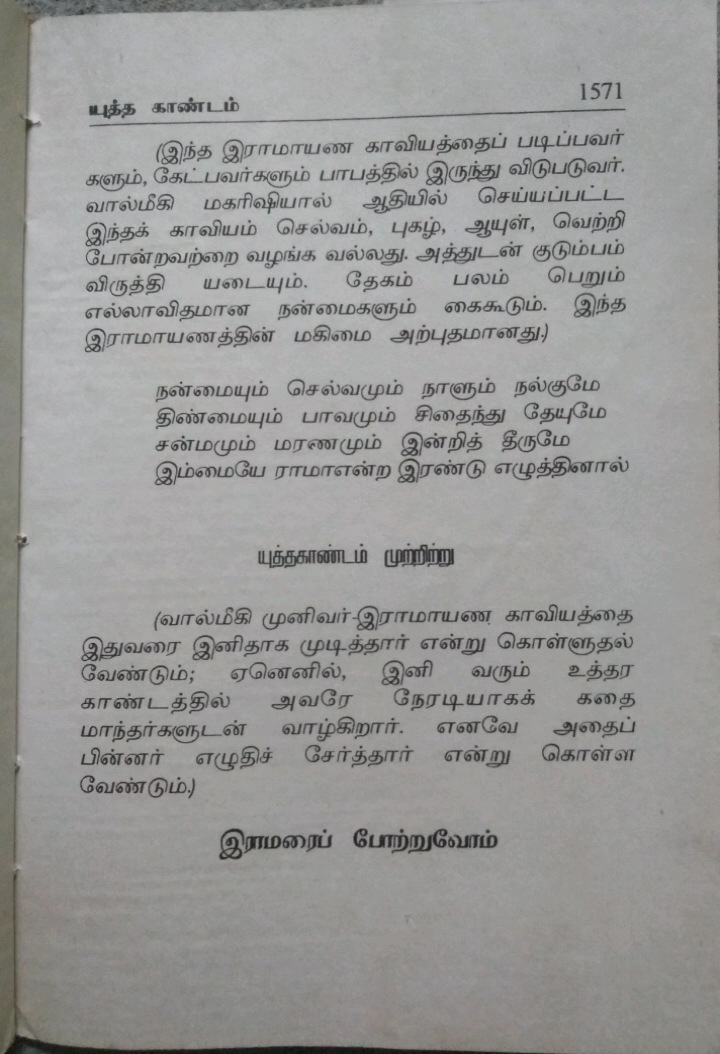 யுத்த காண்டம் 1571
(இந்த இராமாயண காவியத்தைப் படிப்பவர்
களும், கேட்பவர்களும் பாபத்தில் இருந்து விடுபடுவர்.
வால்மீகி மகரிஷியால் ஆதியில் செய்யப்பட்ட
இந்தக் காவியம் செல்வம், புகழ், ஆயுள், வெற்றி
போன்றவற்றை வழங்க வல்லது. அத்துடன் குடும்பம்
விருத்தி யடையும். தேகம் பலம் பெறும்
எல்லாவிதமான நன்மைகளும் கைகூடும். இந்த
இராமாயணத்தின் மகிமை அற்புதமானது.)
நன்மையும் செல்வமும் நாளும் நல்குமே
திண்மையும் பாவமும் சிதைந்து தேயுமே
சன்மமும் மரணமும் இன்றித் தீருமே
இம்மையே ராமாஎன்ற இரண்டு எழுத்தினால்
யுத்தகாண்டம் முற்றிற்று
(வால்மீகி முனிவர்-இராமாயண காவியத்தை
இதுவரை இனிதாக முடித்தார் என்று கொள்ளுதல்
வேண்டும்; ஏனெனில், இனி வரும் உத்தர
காண்டத்தில் அவரே நேரடியாகக் கதை
மாந்தர்களுடன் வாழ்கிறார். எனவே அதைப்
பின்னர் எழுதிச் சேர்த்தார் என்று கொள்ள
வேண்டும்.)
இராமரைப் போற்றுவோம்